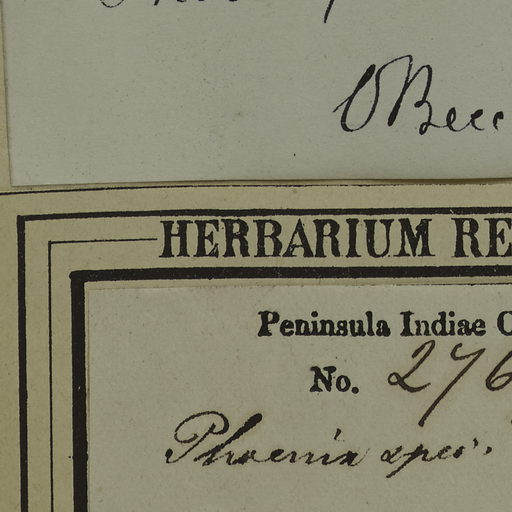 OBecc
HERBARIUM RE
Peninsula Indiae O
No. 276
Phoenix spec.